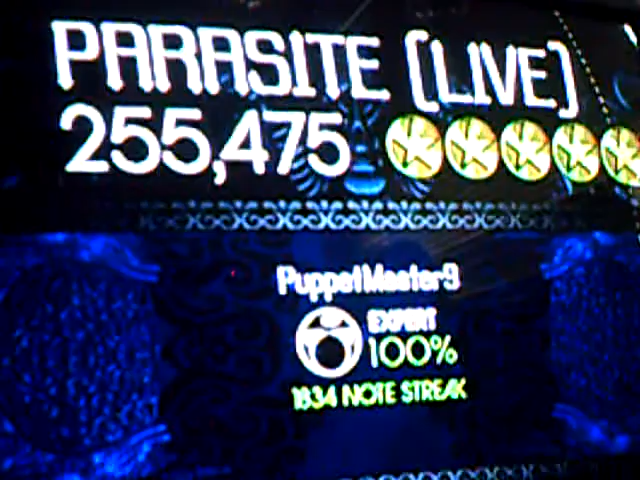 PARASITE (LIVE)
255,475
PuppetMaster9
EXPERT
100%
1834 NOTE STREAK